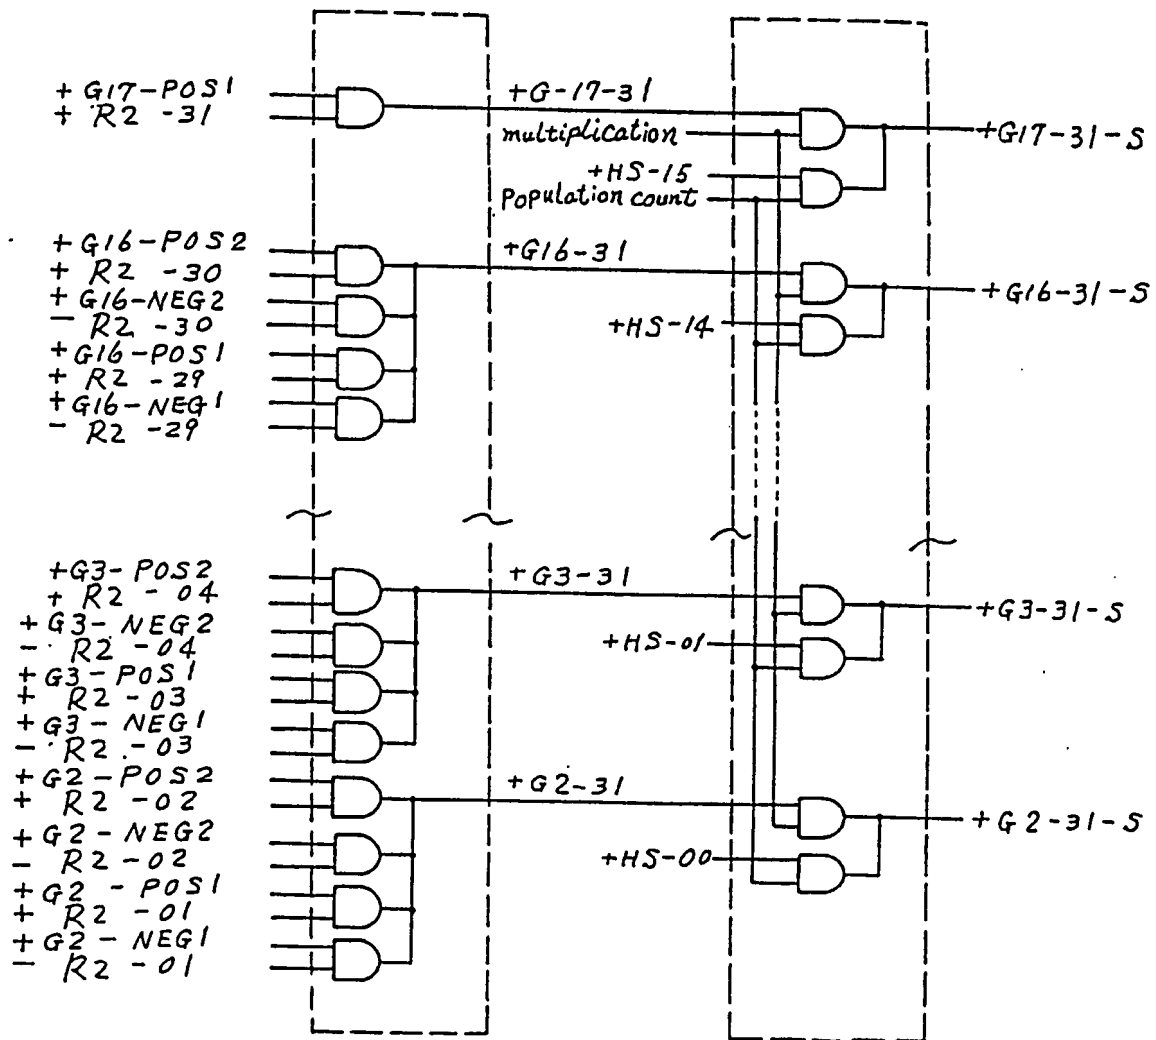 + G17-POS1
+ R2 -31
+G-17-31
multiplication
+HS-15
Population count
+G17-31-S
+ G16-POS2
+ R2 -30
+ G16-NEG2
- R2 -30
+ G16-POS1
+ R2 -29
+ G16-NEG1
- R2 -29
+G16-31
+HS-14
+G16-31-S
+G3-POS2
+ R2 -04
+ G3-NEG2
- R2 -04
+ G3-POS1
+ R2 -03
+ G3-NEG1
- R2 -03
+G3-31
+HS-01
+G3-31-S
+ G2-POS2
+ R2 -02
+ G2-NEG2
- R2 -02
+ G2-POS1
+ R2 -01
+ G2-NEG1
- R2 -01
+G2-31
+HS-00
+G2-31-S